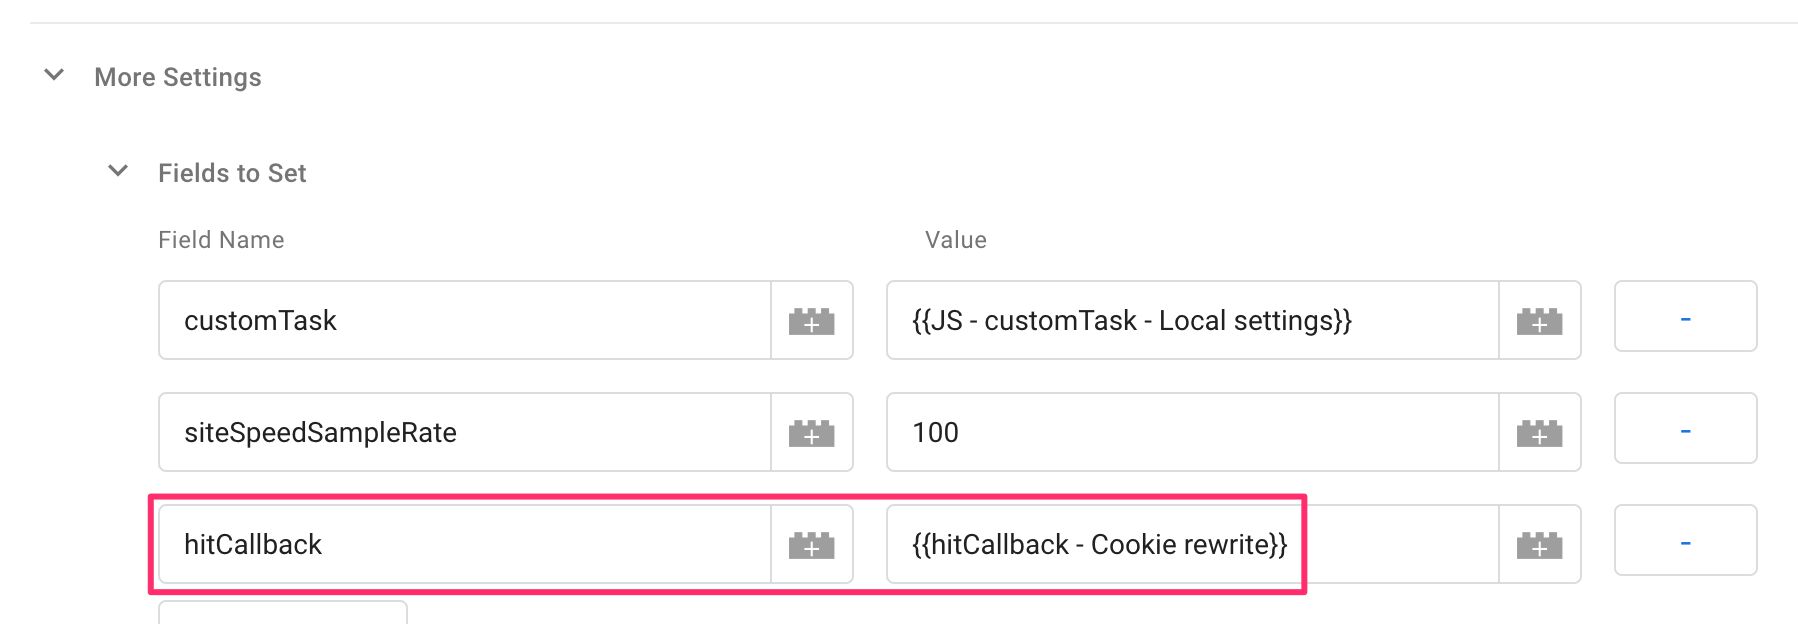 More Settings
Fields to Set
Field Name Value
customTask {{JS - customTask - Local settings}} -
siteSpeedSampleRate 100 -
hitCallback {{hitCallback - Cookie rewrite}} -